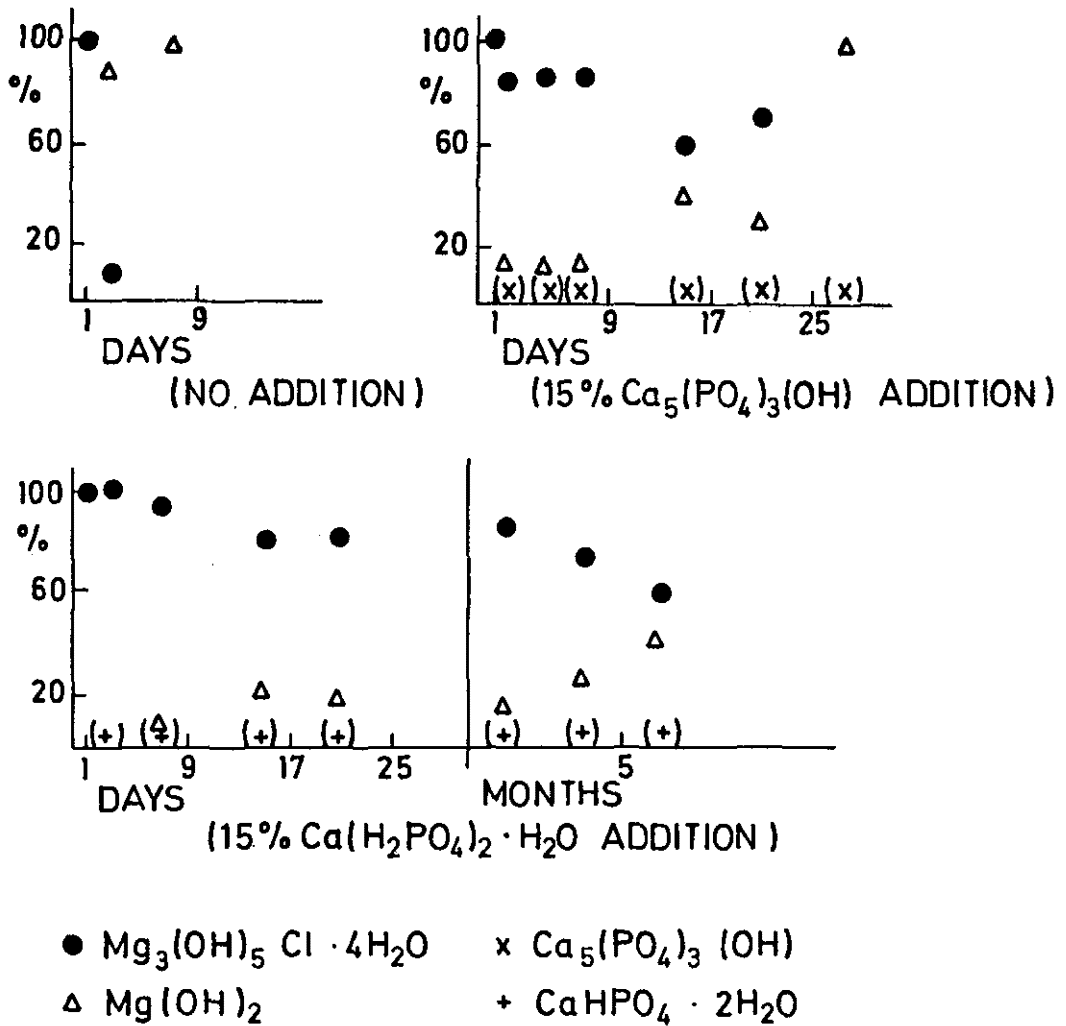 100
%
60
20
1 9
DAYS
(NO. ADDITION)
100
%
60
20
(x) (x) (x) (x) (x) (x)
1 9 17 25
DAYS
(15% Ca5(PO4)3(OH) ADDITION)
100
%
60
20
(+) (+) (+) (+) (+) (+) (+)
1 9 17 25 5
DAYS MONTHS
(15% Ca(H2PO4)2 · H2O ADDITION)
● Mg3(OH)5 Cl · 4H2O x Ca5(PO4)3 (OH)
△ Mg(OH)2 + CaHPO4 · 2H2O